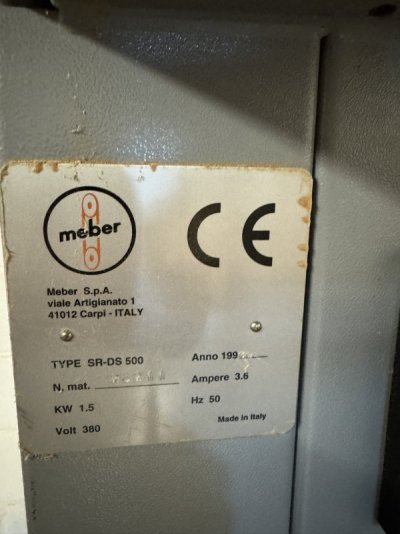 meber
CE
Meber S.p.A.
viale Artigianato 1
41012 Carpi - ITALY
TYPE SR-DS 500
Anno 199
N. mat.
Ampere 3.6
KW 1.5
Hz 50
Volt 380
Made in Italy